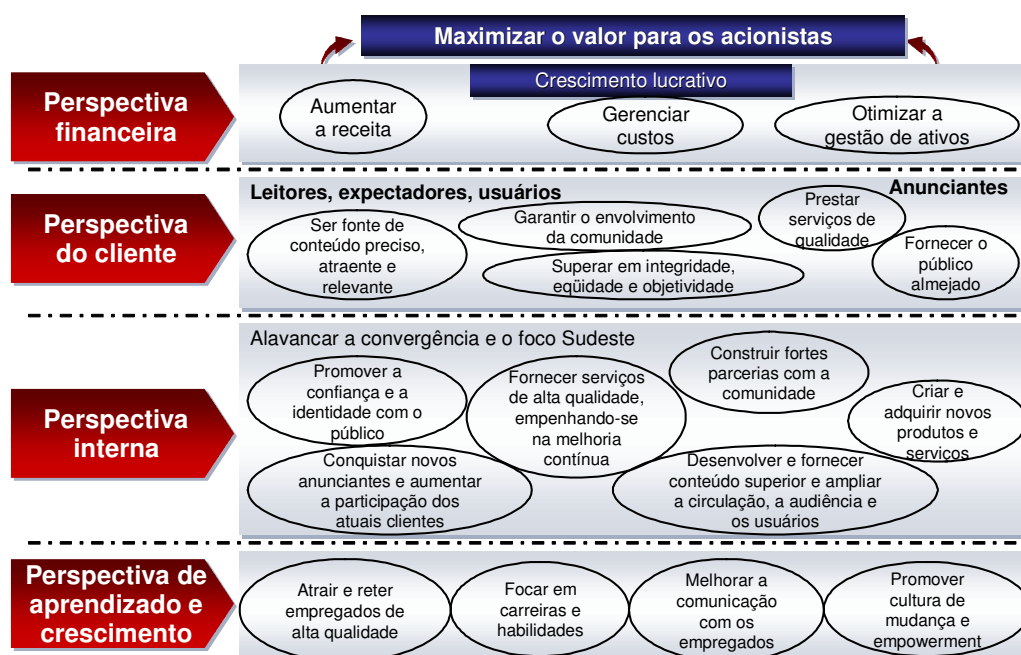 Maximizar o valor para os acionistas
Crescimento lucrativo
Perspectiva
financeira
Aumentar
a receita
Gerenciar
custos
Otimizar a
gestão de ativos
Perspectiva
do cliente
Leitores, expectadores, usuários
Anunciantes
Ser fonte de
conteúdo preciso,
atraente e
relevante
Garantir o envolvimento
da comunidade
Superar em integridade,
eqüidade e objetividade
Prestar
serviços de
qualidade
Fornecer o
público
almejado
Perspectiva
interna
Alavancar a convergência e o foco Sudeste
Promover a
confiança e a
identidade com o
público
Fornecer serviços
de alta qualidade,
empenhando-se
na melhoria
contínua
Construir fortes
parcerias com a
comunidade
Criar e
adquirir novos
produtos e
serviços
Conquistar novos
anunciantes e aumentar
a participação dos
atuais clientes
Desenvolver e fornecer
conteúdo superior e ampliar
a circulação, a audiência e
os usuários
Perspectiva de
aprendizado e
crescimento
Atrair e reter
empregados de
alta qualidade
Focar em
carreiras e
habilidades
Melhorar a
comunicação
com os
empregados
Promover
cultura de
mudança e
empowerment